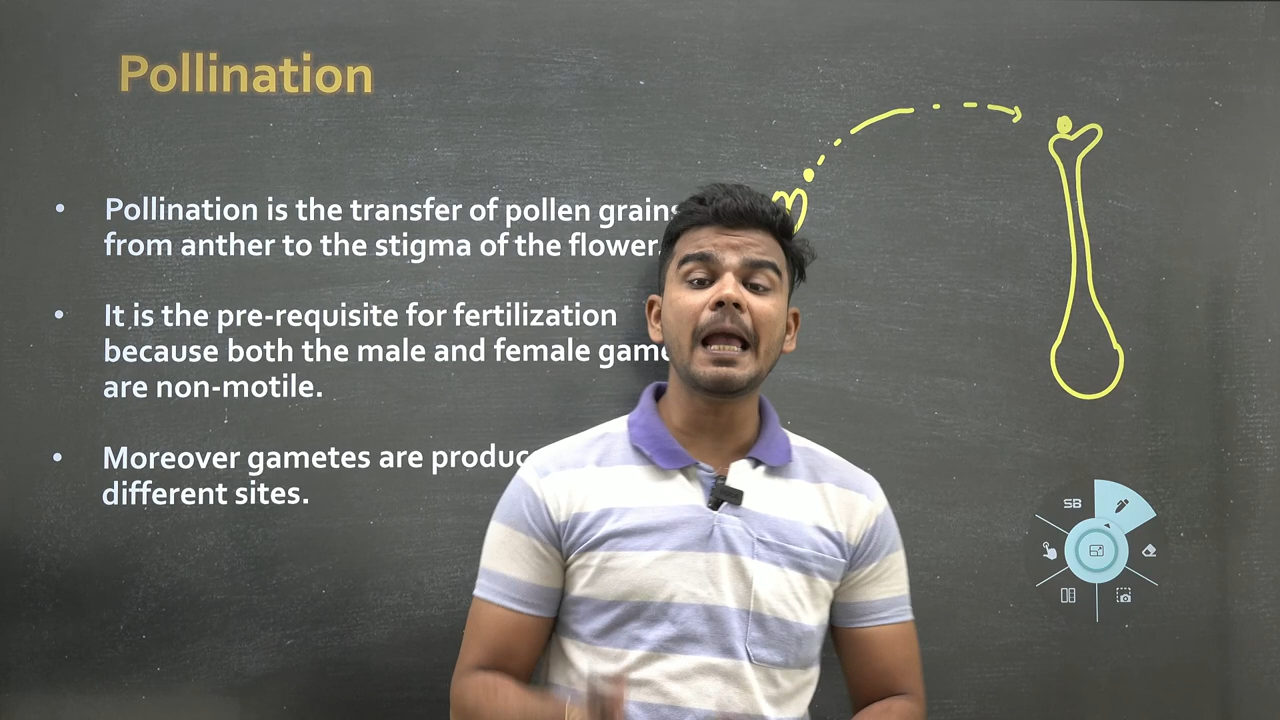 Pollination
• Pollination is the transfer of pollen grains
from anther to the stigma of the flower.
• It is the pre-requisite for fertilization
because both the male and female
are non-motile.
• Moreover gametes are
different sites.
SB